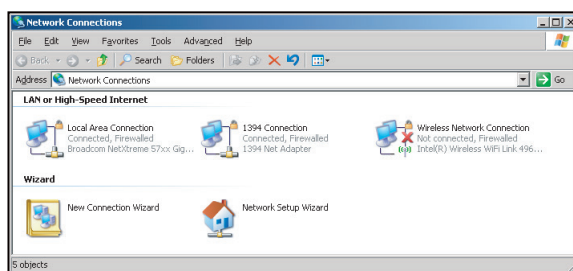 Network Connections
File Edit View Favorites Tools Advanced Help
Back Search Folders
Address Network Connections Go
LAN or High-Speed Internet
Local Area Connection
Connected, Firewalled
Broadcom NetXtreme 57xx Gig...
1394 Connection
Connected, Firewalled
1394 Net Adapter
Wireless Network Connection
Not connected, Firewalled
Intel(R) Wireless WiFi Link 496...
Wizard
New Connection Wizard
Network Setup Wizard
5 objects